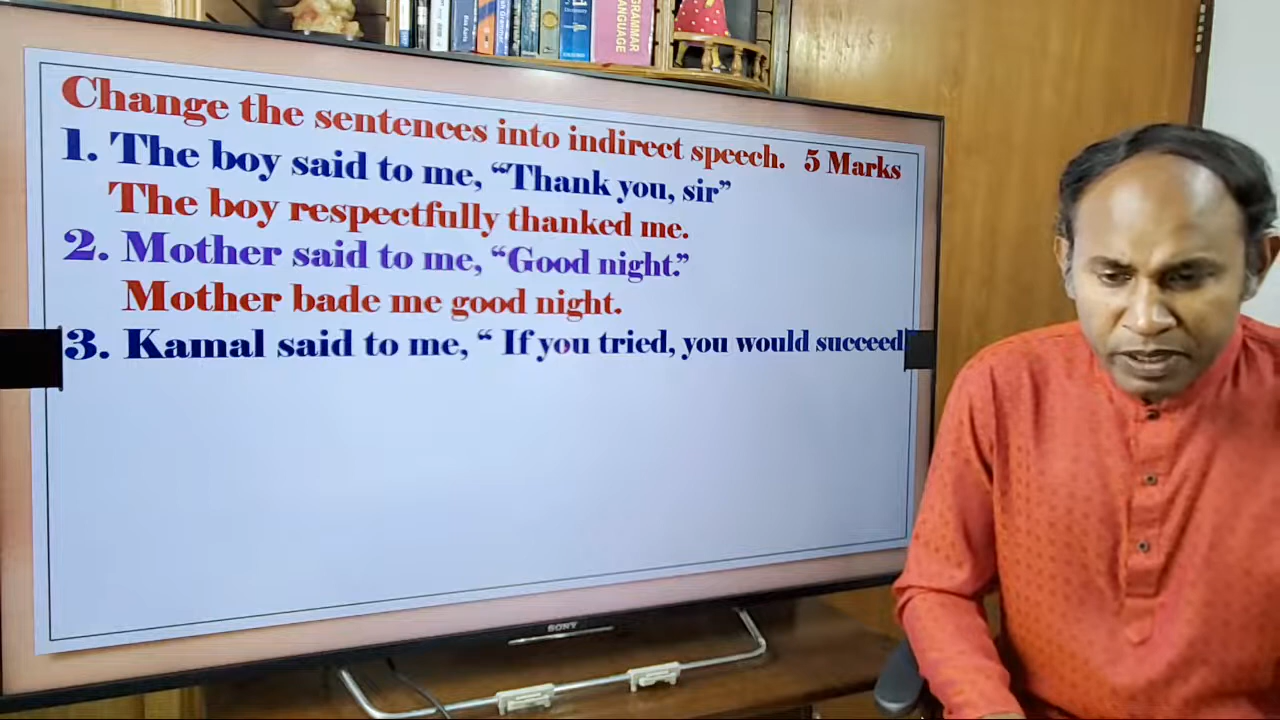 GRAMMAR
LANGUAGE
Change the sentences into indirect speech. 5 Marks
1. The boy said to me, “Thank you, sir”
The boy respectfully thanked me.
2. Mother said to me, “Good night.”
Mother bade me good night.
3. Kamal said to me, “ If you tried, you would succeed
SONY